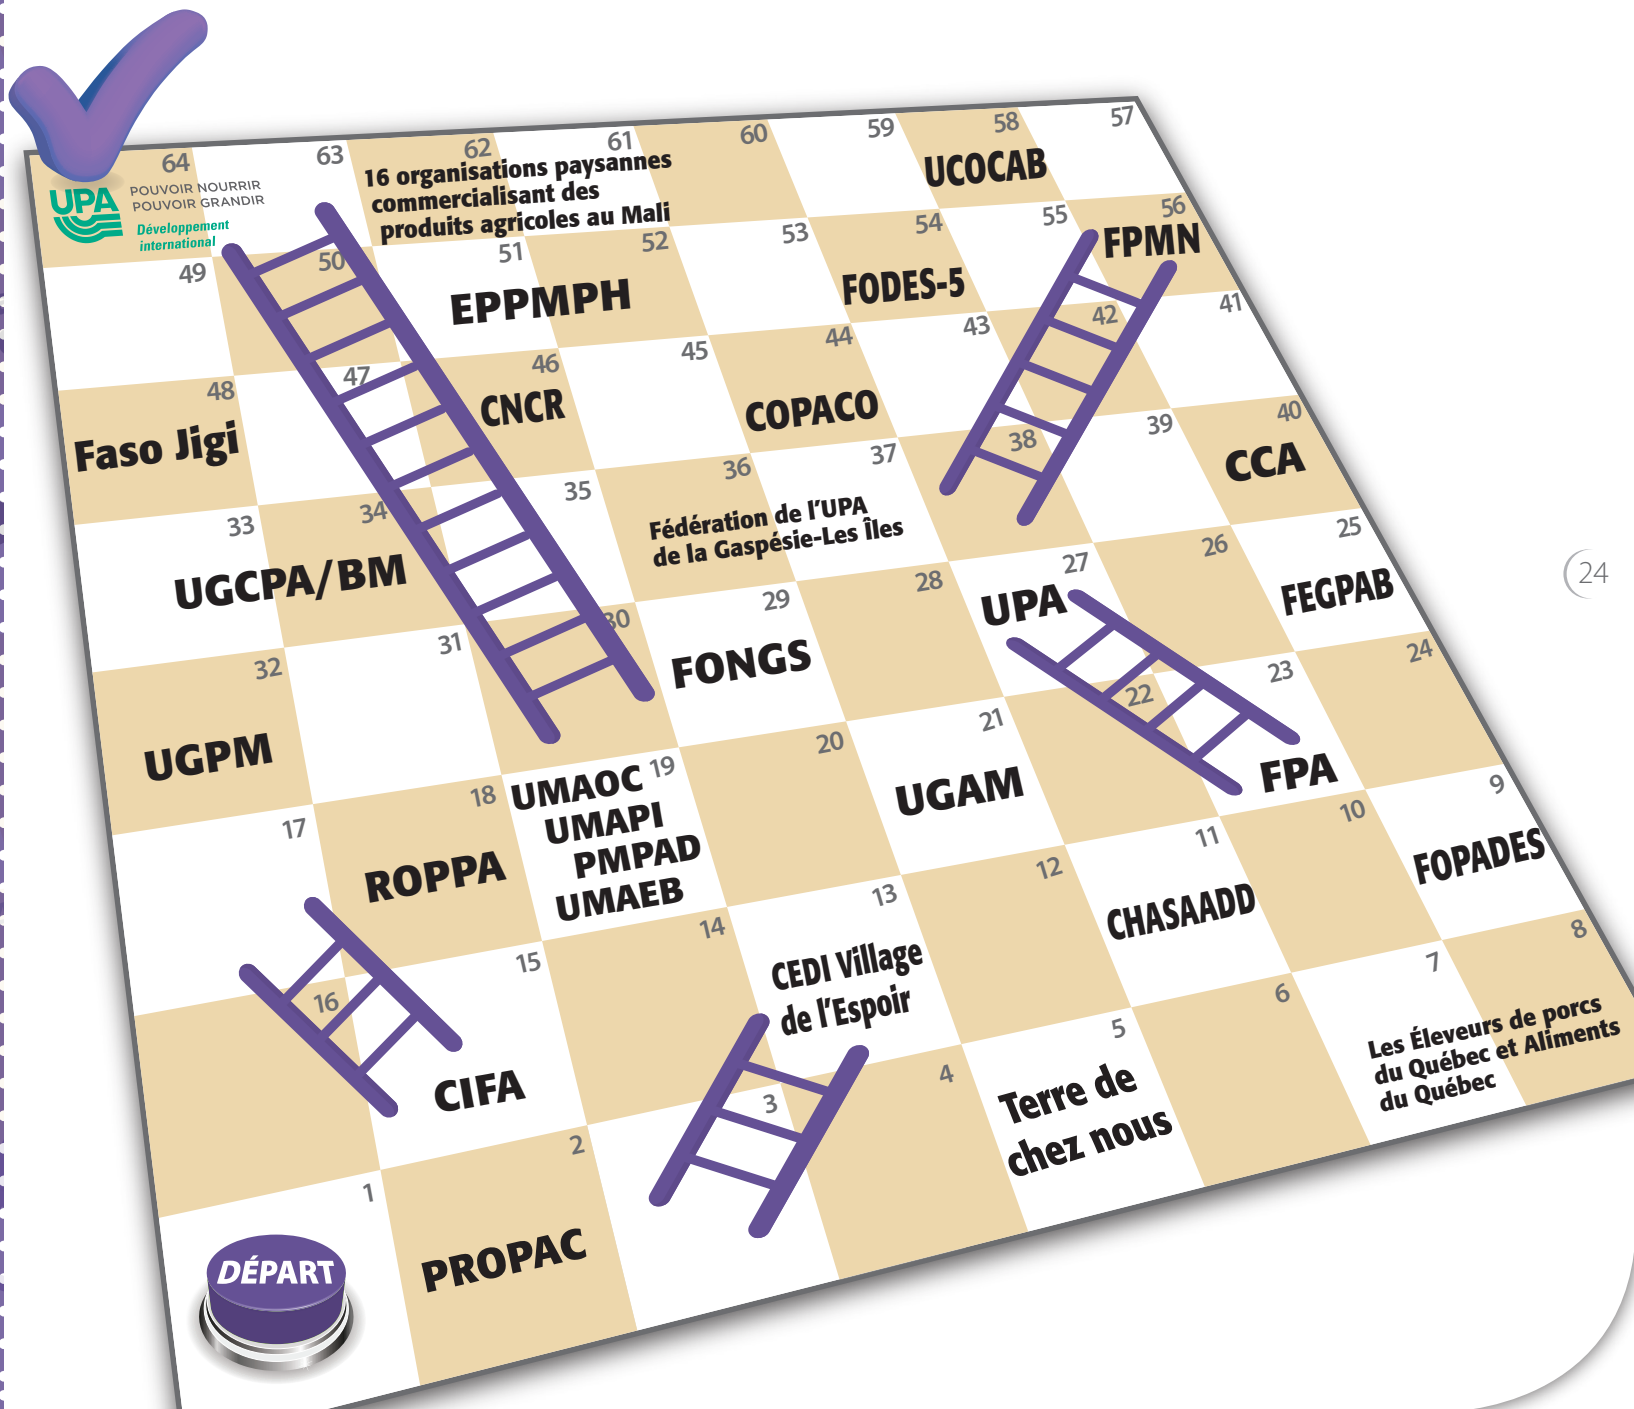 64
63
62
61
60
59
58
57
UPA
POUVOIR NOURRIR
POUVOIR GRANDIR
Développement
international
16 organisations paysannes
commercialisant des
produits agricoles au Mali
UCOCAB
49
50
51
52
53
54
55
56
EPPMPH
FODES-5
FPMN
48
47
46
45
44
43
42
41
Faso Jigi
CNCR
COPACO
33
34
35
36
37
38
39
40
UGCPA/BM
Fédération de l'UPA
de la Gaspésie-Les Îles
CCA
32
31
30
29
28
27
26
25
UGPM
FONGS
UPA
FEGPAB
17
18
19
20
21
22
23
24
ROPPA
UMAOC
UMAPI
PMPAD
UMAEB
UGAM
FPA
16
15
14
13
12
11
10
9
CIFA
CEDI Village
de l'Espoir
CHASAADD
FOPADES
1
2
3
4
5
6
7
8
DÉPART
PROPAC
Terre de
chez nous
Les Éleveurs de porcs
du Québec et Aliments
du Québec
24